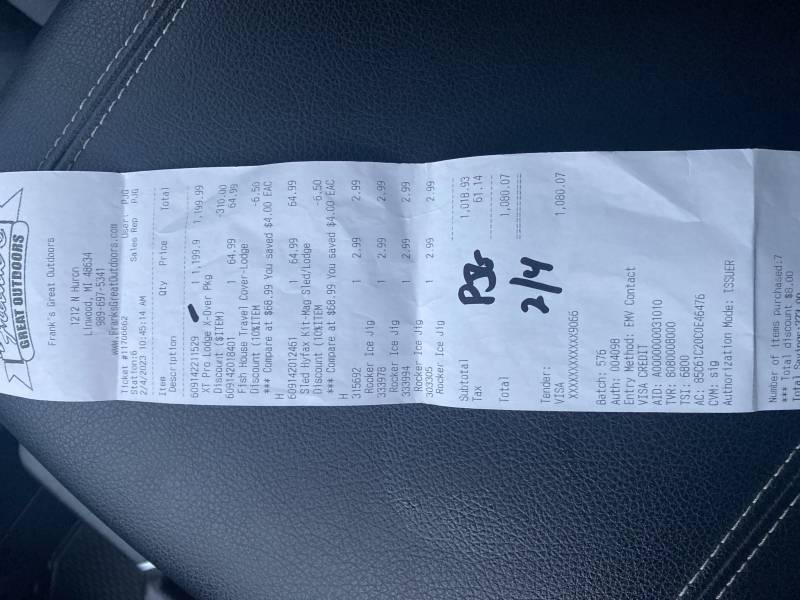 GREAT OUTDOORS
Frank's Great Outdoors
1212 N Huron
Linwood, MI 48634
989-697-5341
www.FranksGreatOutdoors.com
Ticket #11706662 User: PJG
Station:6 Sales Rep PJG
2/4/2023 10:45:14 AM
Item Qty Price Total
Description
609142211529 1 1,199.9 1,199.99
XT Pro Lodge X-Over Pkg
Discount ($ITEM) -310.00
609142018401 1 64.99 64.99
Fish House Travel Cover-Lodge
Discount (10%ITEM -6.50
*** Compare at $68.99 You saved $4.00 EAC
H
609142012461 1 64.99 64.99
Sled Hyfax Kit-Mag Sled/Lodge
Discount (10%ITEM -6.50
*** Compare at $68.99 You saved $4.00 EAC
H
315692 1 2.99 2.99
Rocker Ice Jig
333978 1 2.99 2.99
Rocker Ice Jig
333994 1 2.99 2.99
Rocker Ice Jig
303305 1 2.99 2.99
Rocker Ice Jig
Subtotal 1,018.93
Tax 61.14
Total 1,080.07
PJG
2/4
Tender:
VISA 1,080.07
XXXXXXXXXXXX9066
Batch: 576
Auth: 004098
Entry Method: EMV Contact
VISA CREDIT
AID: A0000000031010
TVR: 8080008000
TSI: 6800
AC: 85C61C20C0E46476
CVM: sig
Authorization Mode: ISSUER
Number of items purchased:7
** Total discount $8.00